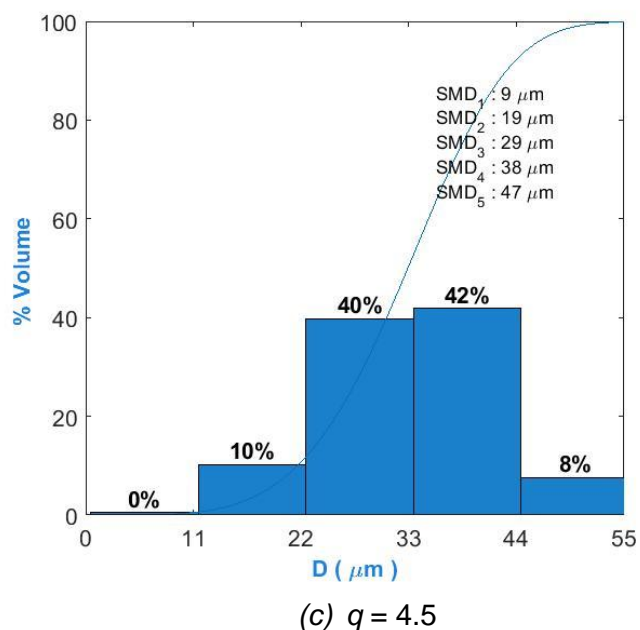 100
80
60
40
20
0
% Volume
SMD1 : 9 μm
SMD2 : 19 μm
SMD3 : 29 μm
SMD4 : 38 μm
SMD5 : 47 μm
0%
10%
40%
42%
8%
0 11 22 33 44 55
D ( μm )
(c) q = 4.5